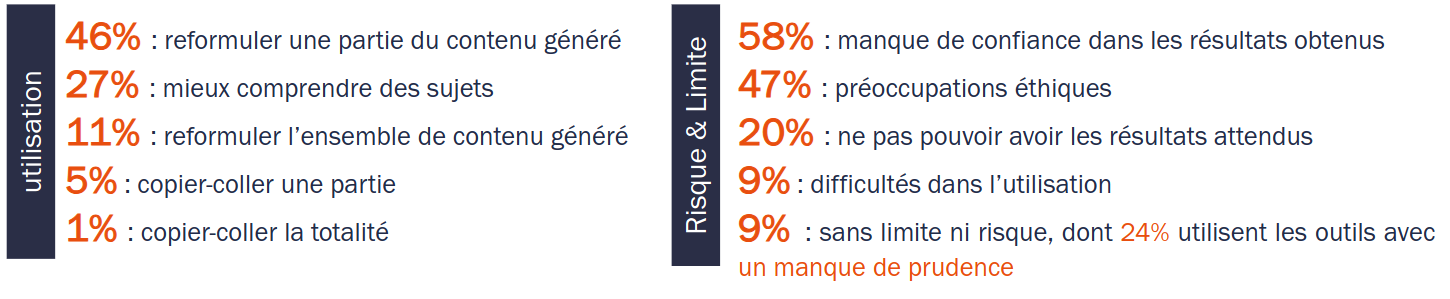 utilisation
46% : reformuler une partie du contenu généré
27% : mieux comprendre des sujets
11% : reformuler l’ensemble de contenu généré
5% : copier-coller une partie
1% : copier-coller la totalité
Risque & Limite
58% : manque de confiance dans les résultats obtenus
47% : préoccupations éthiques
20% : ne pas pouvoir avoir les résultats attendus
9% : difficultés dans l’utilisation
9% : sans limite ni risque, dont 24% utilisent les outils avec
un manque de prudence